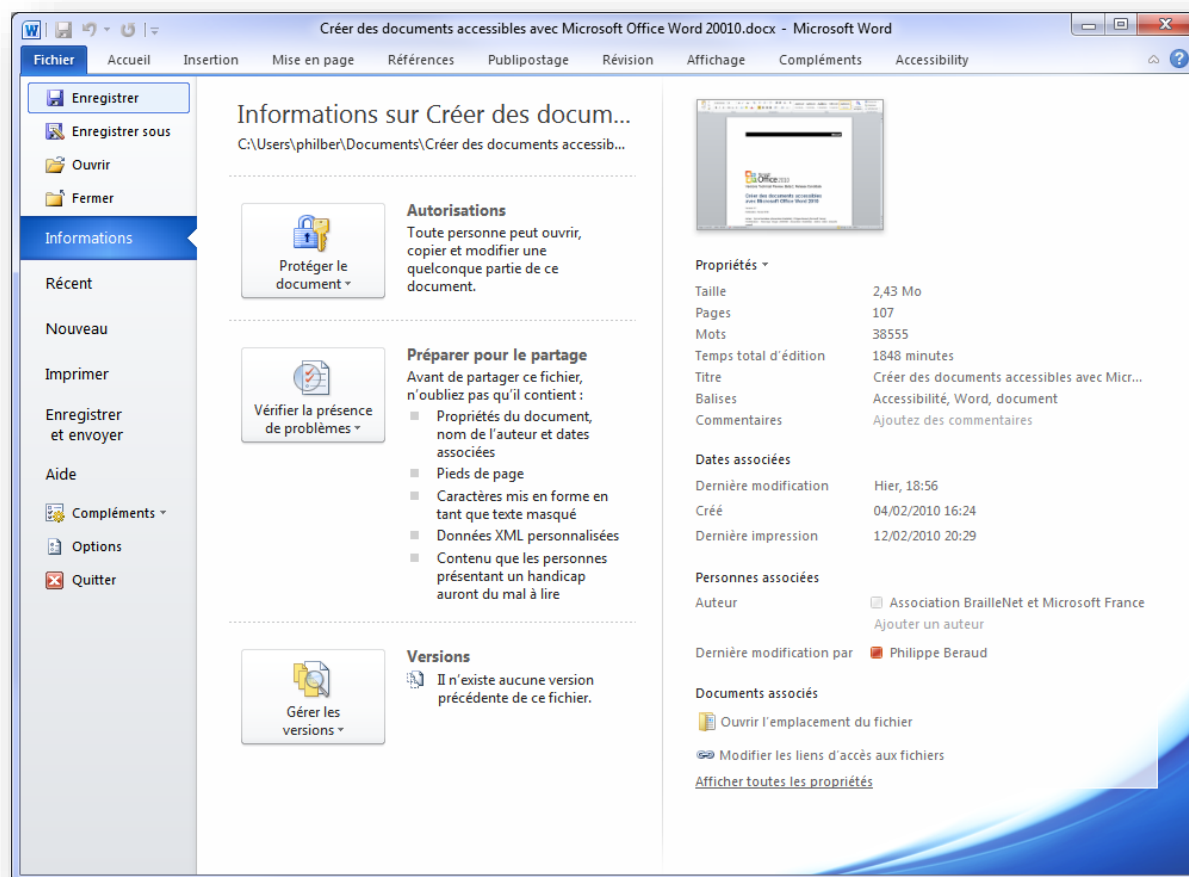 Créer des documents accessibles avec Microsoft Office Word 20010.docx - Microsoft Word
Fichier Accueil Insertion Mise en page Références Publipostage Révision Affichage Compléments Accessibility
Enregistrer
Enregistrer sous
Ouvrir
Fermer
Informations
Récent
Nouveau
Imprimer
Enregistrer
et envoyer
Aide
Compléments
Options
Quitter
Informations sur Créer des docum...
C:\Users\philber\Documents\Créer des documents accessib...
Protéger le
document
Autorisations
Toute personne peut ouvrir,
copier et modifier une
quelconque partie de ce
document.
Vérifier la présence
de problèmes
Préparer pour le partage
Avant de partager ce fichier,
n'oubliez pas qu'il contient :
Propriétés du document,
nom de l'auteur et dates
associées
Pieds de page
Caractères mis en forme en
tant que texte masqué
Données XML personnalisées
Contenu que les personnes
présentant un handicap
auront du mal à lire
Gérer les
versions
Versions
Il n'existe aucune version
précédente de ce fichier.
Office 2010
Créer des documents accessibles
avec Microsoft Office Word 2010
Propriétés
Taille 2,43 Mo
Pages 107
Mots 38555
Temps total d'édition 1848 minutes
Titre Créer des documents accessibles avec Micr...
Balises Accessibilité, Word, document
Commentaires Ajoutez des commentaires
Dates associées
Dernière modification Hier, 18:56
Créé 04/02/2010 16:24
Dernière impression 12/02/2010 20:29
Personnes associées
Auteur Association BrailleNet et Microsoft France
Ajouter un auteur
Dernière modification par Philippe Beraud
Documents associés
Ouvrir l'emplacement du fichier
Modifier les liens d'accès aux fichiers
Afficher toutes les propriétés